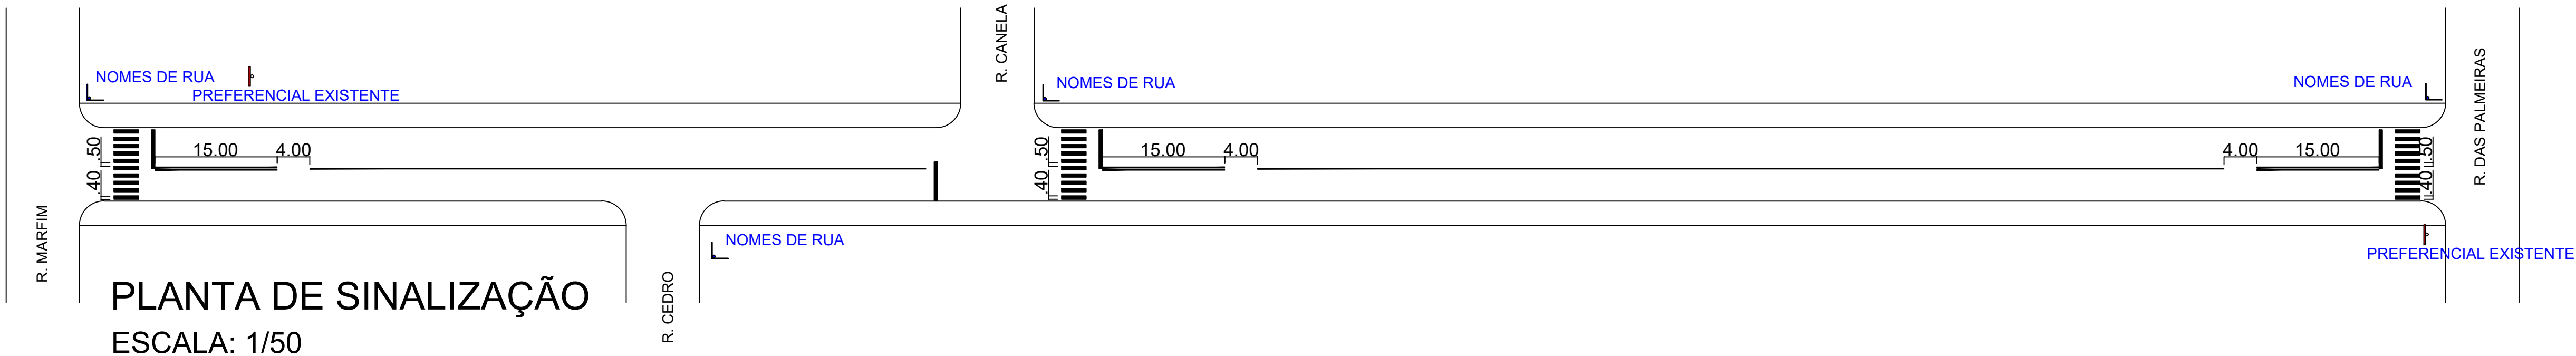 R. CANELA
NOMES DE RUA
PREFERENCIAL EXISTENTE
NOMES DE RUA
NOMES DE RUA
R. DAS PALMEIRAS
.50
15.00
4.00
.40
.50
15.00
4.00
.40
4.00
15.00
.50
.40
R. MARFIM
NOMES DE RUA
PREFERENCIAL EXISTENTE
R. CEDRO
PLANTA DE SINALIZAÇÃO
ESCALA: 1/50